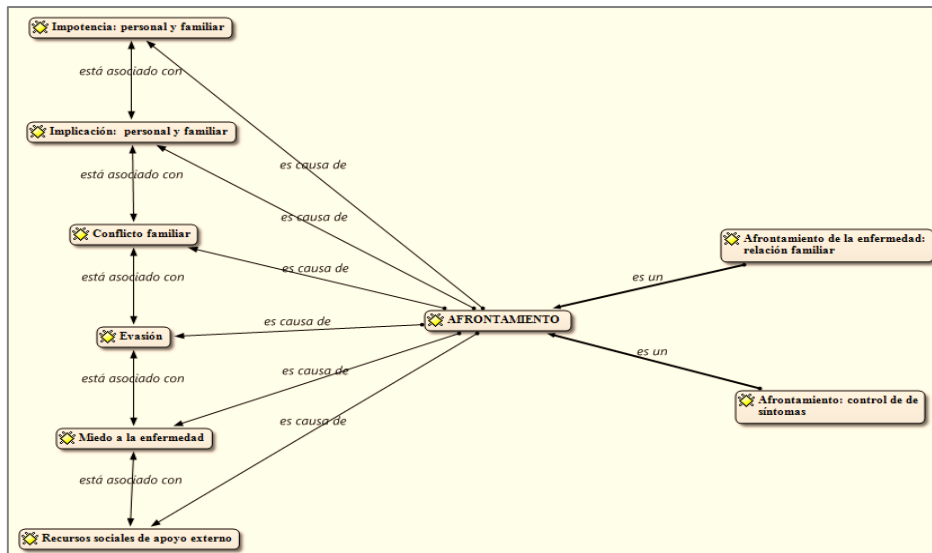 Impotencia: personal y familiar
está asociado con
Implicación: personal y familiar
es causa de
está asociado con
es causa de
Conflicto familiar
Afrontamiento de la enfermedad:
relación familiar
es causa de
está asociado con
es un
AFRONTAMIENTO
es causa de
Evasión
es un
está asociado con
es causa de
Afrontamiento: control de de
síntomas
es causa de
Miedo a la enfermedad
está asociado con
Recursos sociales de apoyo externo